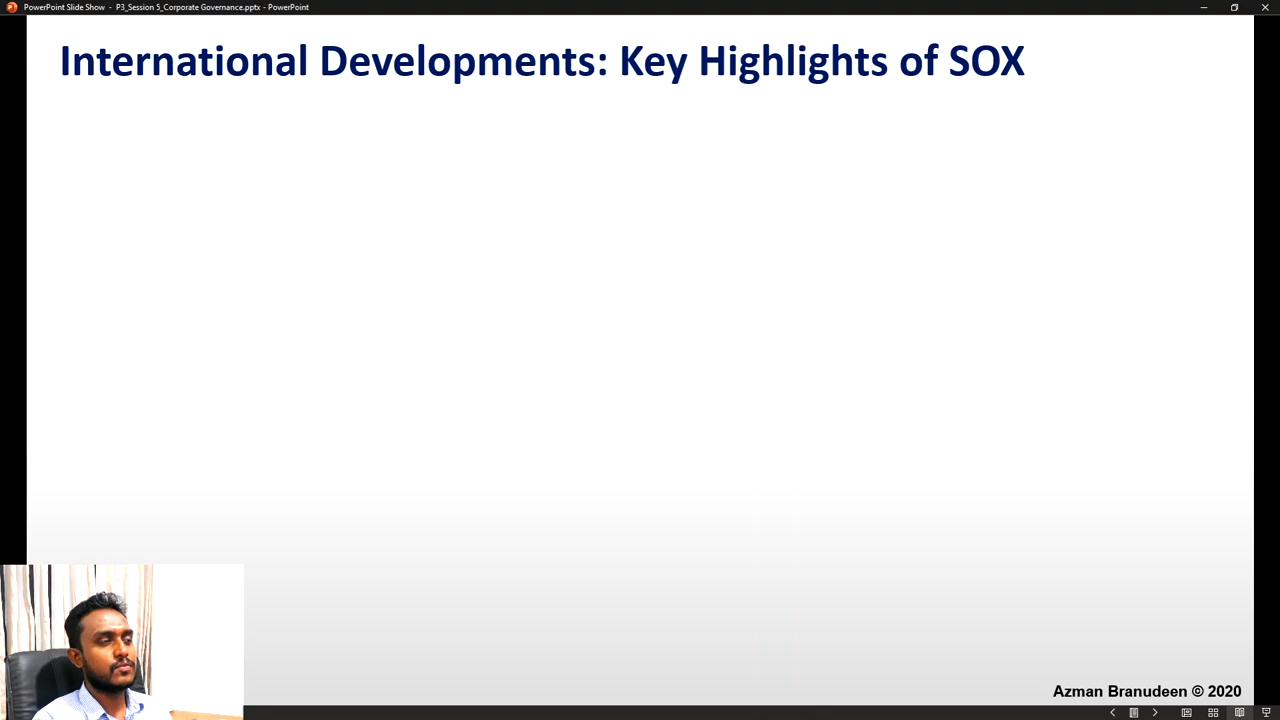 PowerPoint Slide Show - P3_Session 5_Corporate Governance.pptx - PowerPoint
International Developments: Key Highlights of SOX
Azman Branudeen © 2020